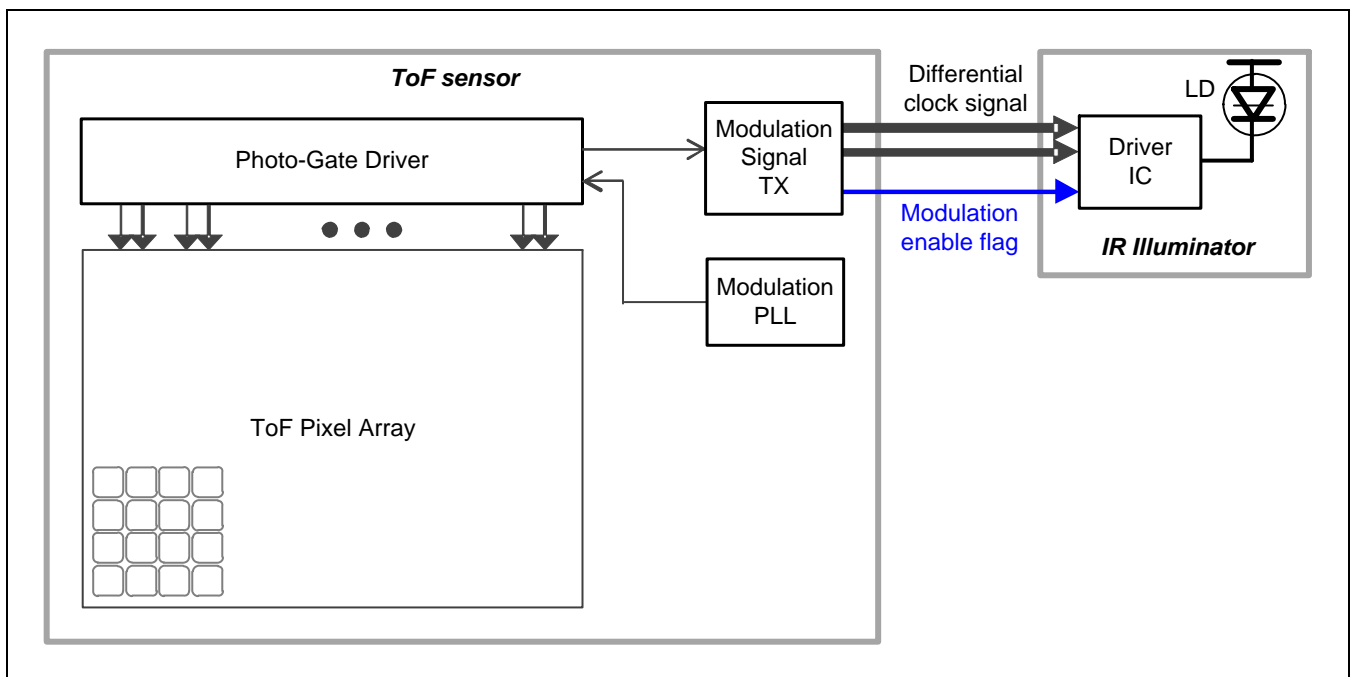 ToF sensor
Photo-Gate Driver
Modulation
Signal
TX
Differential
clock signal
Modulation
enable flag
LD
Driver
IC
IR Illuminator
Modulation
PLL
ToF Pixel Array